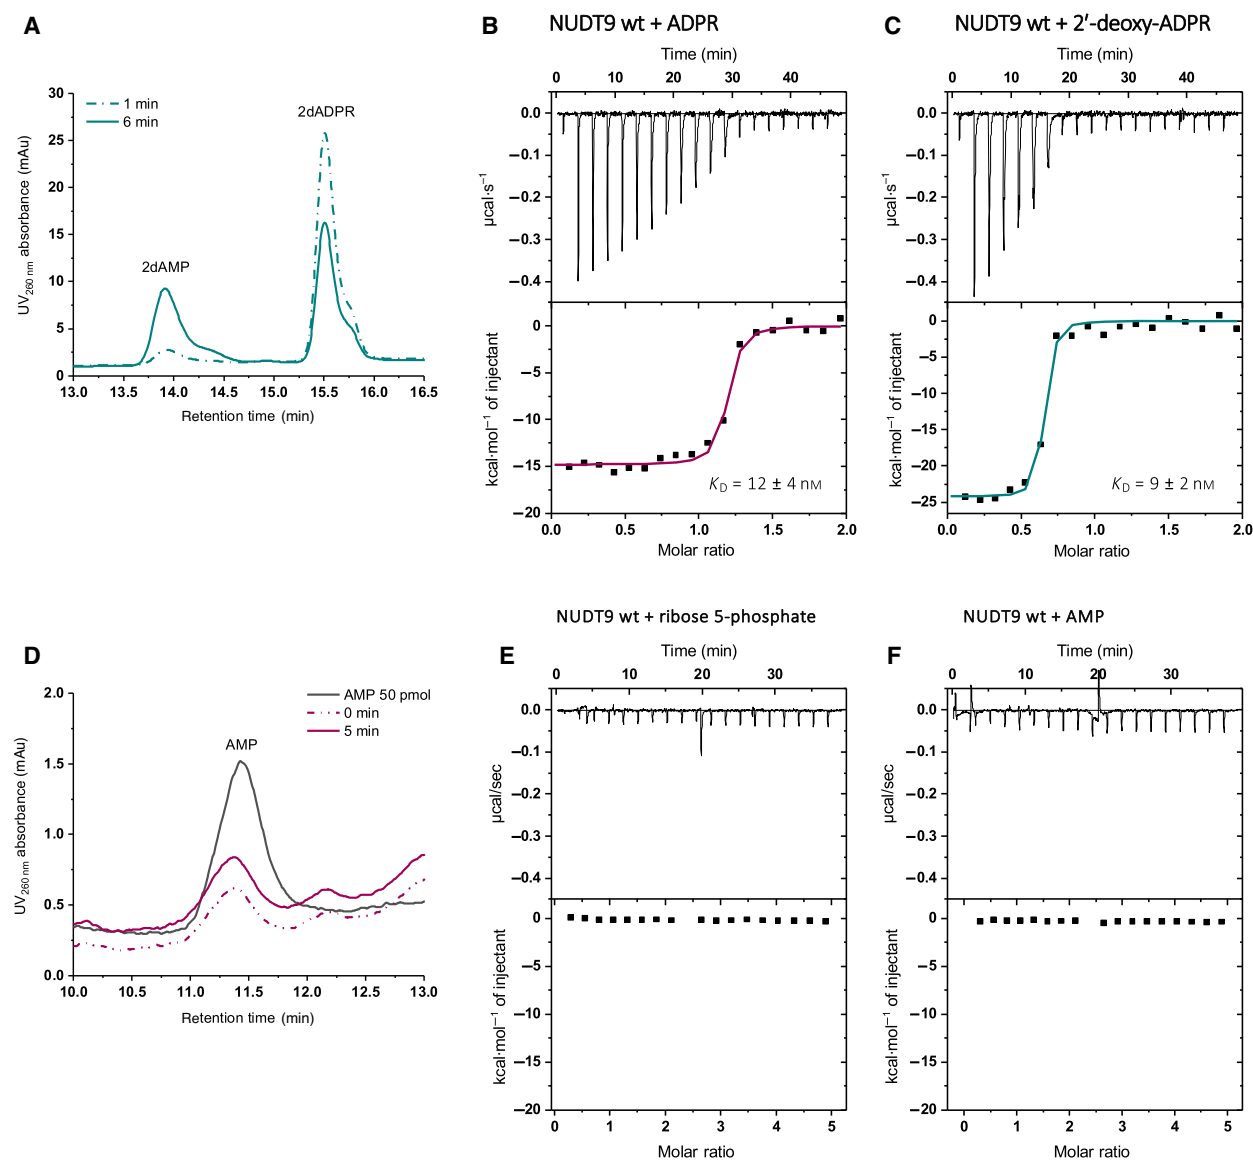 A
1 min
6 min
2dAMP
2dADPR
30
25
20
15
10
5
0
UV260 nm absorbance (mAu)
13.0 13.5 14.0 14.5 15.0 15.5 16.0 16.5
Retention time (min)
B
NUDT9 wt + ADPR
Time (min)
0 10 20 30 40
0.0
−0.1
−0.2
−0.3
−0.4
µcal·s−1
0
−5
−10
−15
−20
kcal·mol−1 of injectant
KD = 12 ± 4 nM
0.0 0.5 1.0 1.5 2.0
Molar ratio
C
NUDT9 wt + 2′-deoxy-ADPR
Time (min)
0 10 20 30 40
0.0
−0.1
−0.2
−0.3
−0.4
µcal·s−1
0
−5
−10
−15
−20
−25
kcal·mol−1 of injectant
KD = 9 ± 2 nM
0.0 0.5 1.0 1.5 2.0
Molar ratio
D
AMP 50 pmol
0 min
5 min
AMP
2.0
1.5
1.0
0.5
0.0
UV260 nm absorbance (mAu)
10.0 10.5 11.0 11.5 12.0 12.5 13.0
Retention time (min)
E
NUDT9 wt + ribose 5-phosphate
Time (min)
0 10 20 30
0.0
−0.1
−0.2
−0.3
−0.4
µcal/sec
0
−5
−10
−15
−20
kcal·mol−1 of injectant
0 1 2 3 4 5
Molar ratio
F
NUDT9 wt + AMP
Time (min)
0 10 20 30
0.0
−0.1
−0.2
−0.3
−0.4
µcal/sec
0
−5
−10
−15
−20
kcal·mol−1 of injectant
0 1 2 3 4 5
Molar ratio